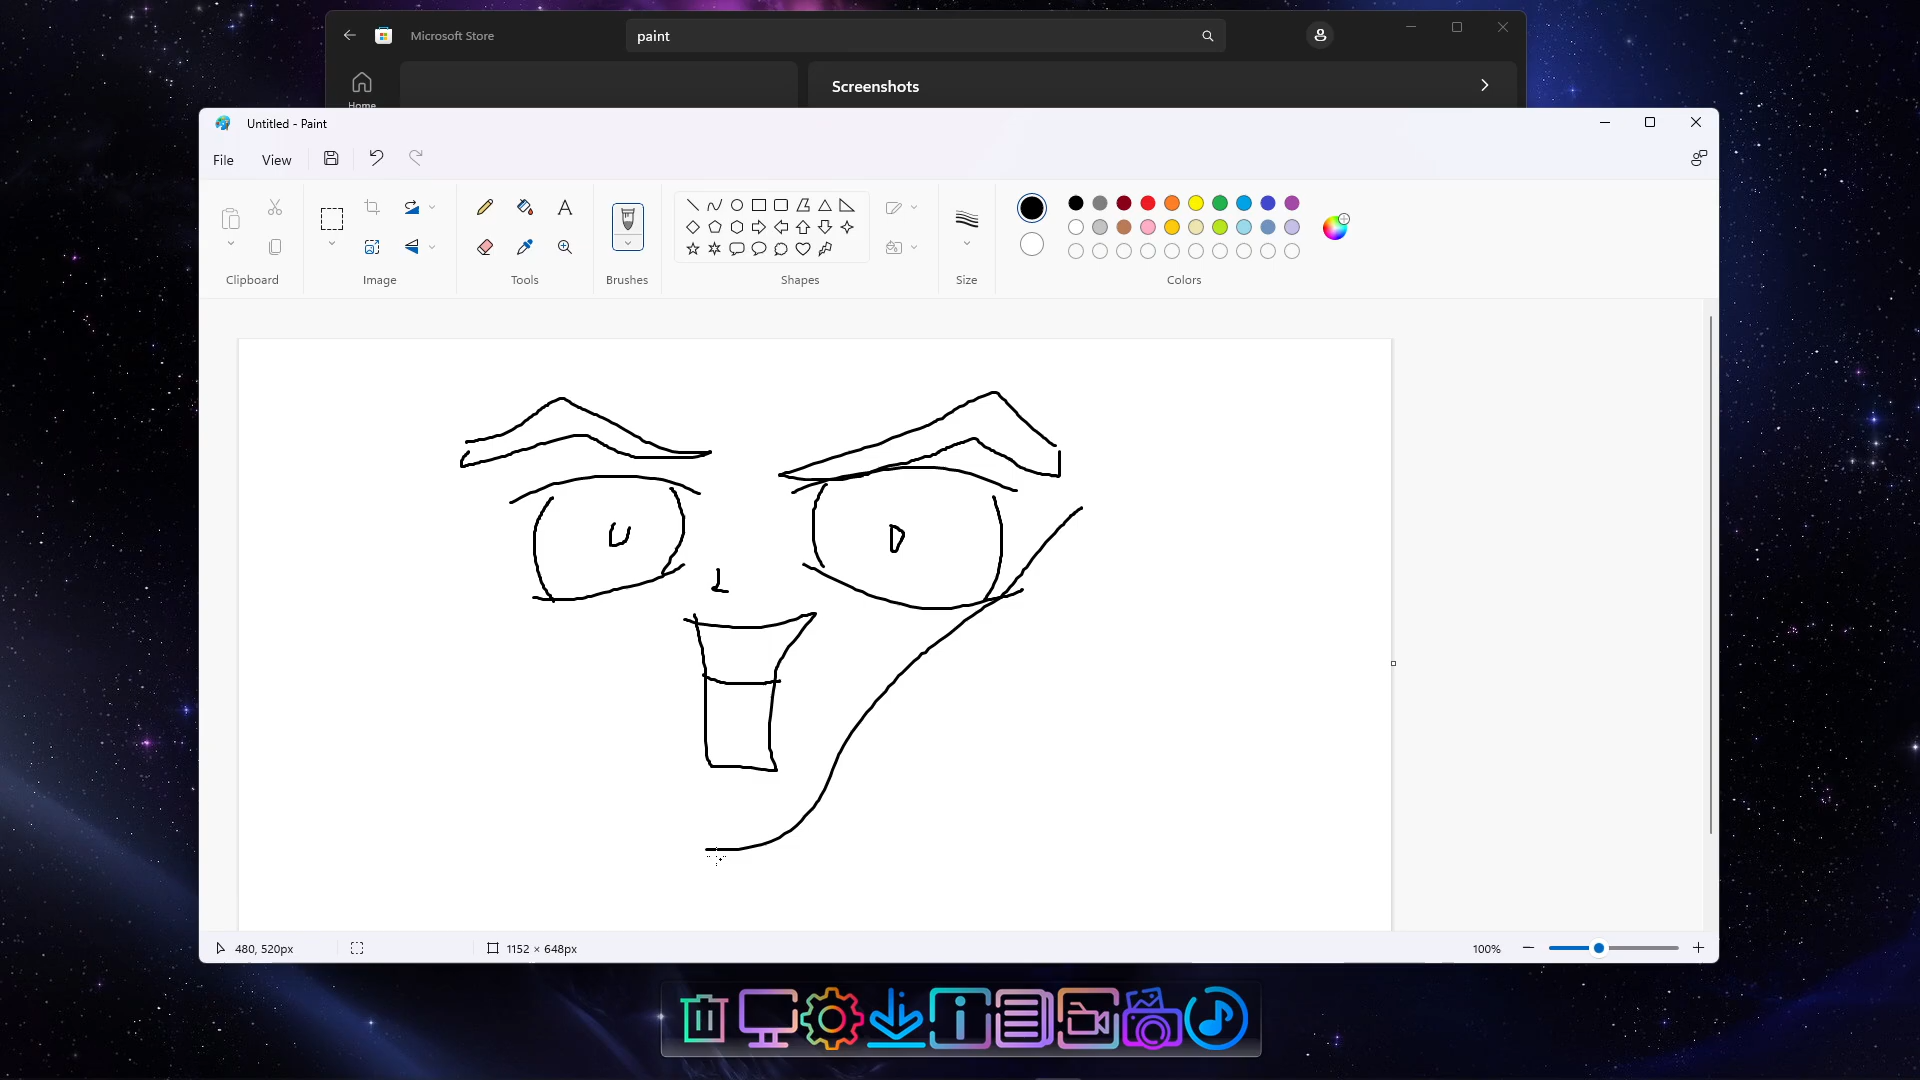 Microsoft Store
paint
Home
Screenshots
Untitled - Paint
File
View
Clipboard
Image
Tools
Brushes
Shapes
Size
Colors
480, 520px
1152 × 648px
100%